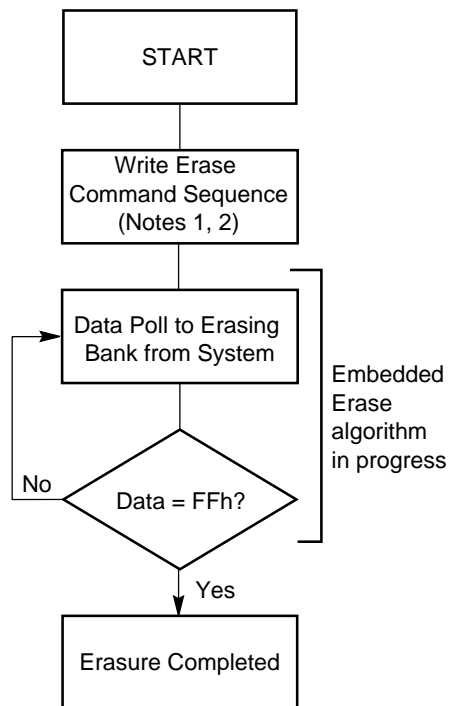 START
Write Erase
Command Sequence
(Notes 1, 2)
Data Poll to Erasing
Bank from System
Embedded
Erase
algorithm
in progress
No
Data = FFh?
Yes
Erasure Completed